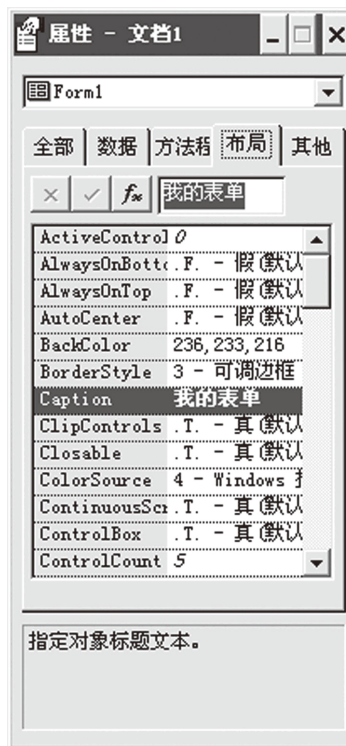 属性 - 文档1
Form1
全部 数据 方法程 布局 其他
我的表单
ActiveControl 0
AlwaysOnBotto .F. - 假(默认
AlwaysOnTop .F. - 假(默认
AutoCenter .F. - 假(默认
BackColor 236,233,216
BorderStyle 3 - 可调边框
Caption 我的表单
ClipControls .T. - 真(默认
Closable .T. - 真(默认
ColorSource 4 - Windows
ContinuousScr .T. - 真(默认
ControlBox .T. - 真(默认
ControlCount 5
指定对象标题文本。